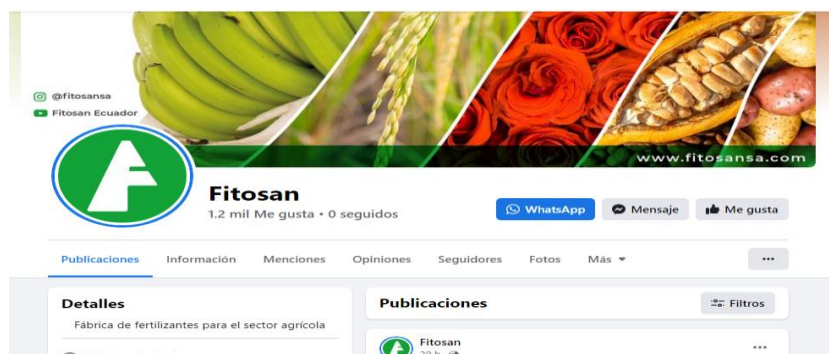 @fitosansa
Fitosan Ecuador
www.fitosansa.com
Fitosan
1.2 mil Me gusta • 0 seguidos
WhatsApp
Mensaje
Me gusta
Publicaciones
Información
Menciones
Opiniones
Seguidores
Fotos
Más
Detalles
Fábrica de fertilizantes para el sector agrícola
Publicaciones
Filtros
Fitosan